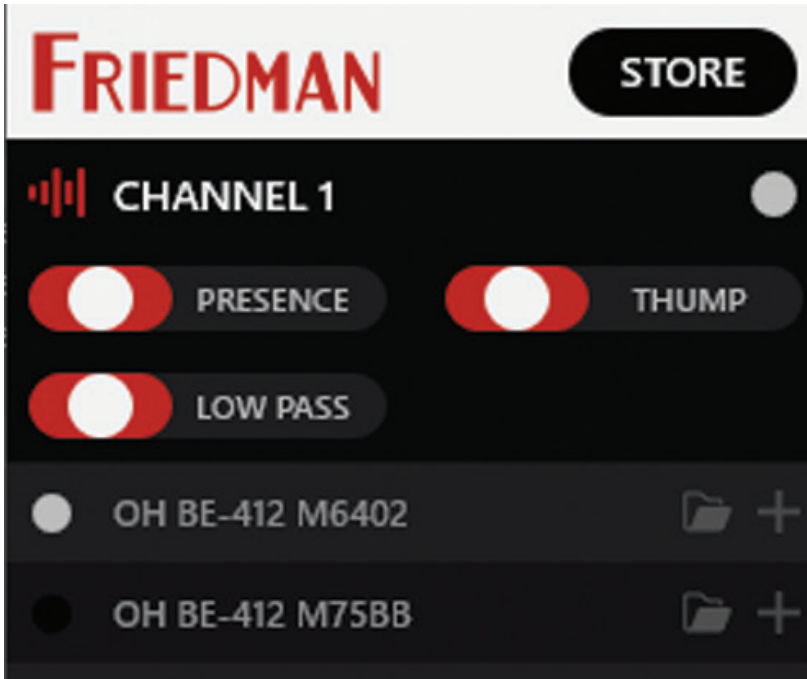 FRIEDMAN STORE
CHANNEL 1
PRESENCE THUMP
LOW PASS
OH BE-412 M6402
OH BE-412 M75BB